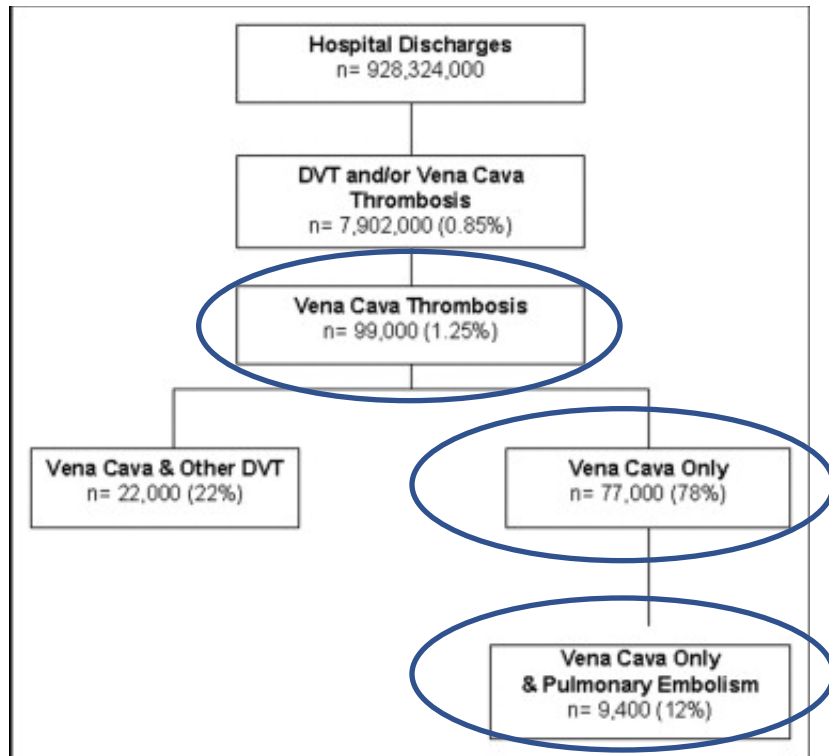 Hospital Discharges
n= 928,324,000
DVT and/or Vena Cava
Thrombosis
n= 7,902,000 (0.85%)
Vena Cava Thrombosis
n= 99,000 (1.25%)
Vena Cava & Other DVT
n= 22,000 (22%)
Vena Cava Only
n= 77,000 (78%)
Vena Cava Only
& Pulmonary Embolism
n= 9,400 (12%)